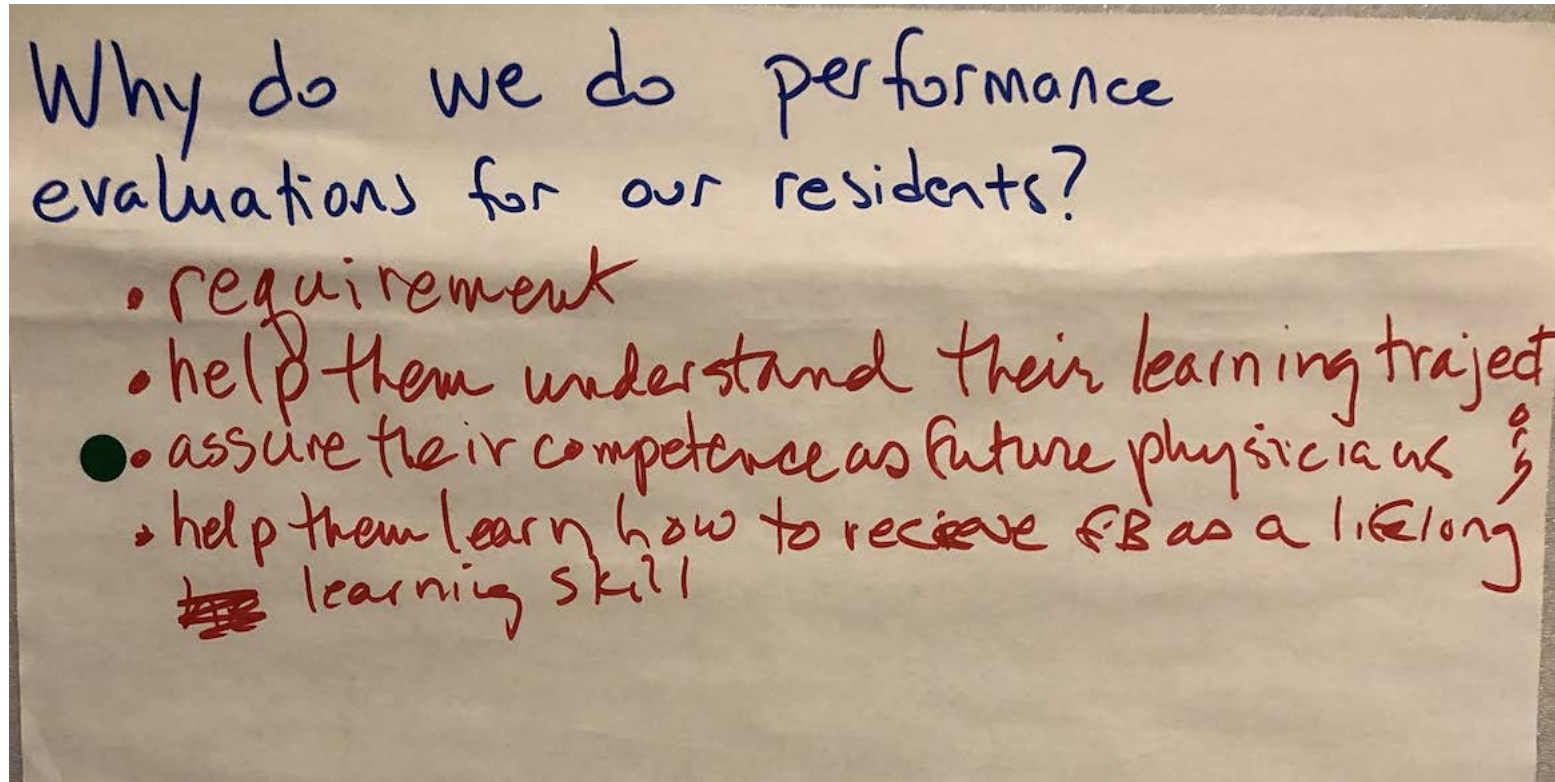 Why do we do performance
evaluations for our residents?
• requirement
• help them understand their learning trajectory
• assure their competence as future physicians
• help them learn how to recieve FB as a lifelong
learning skill